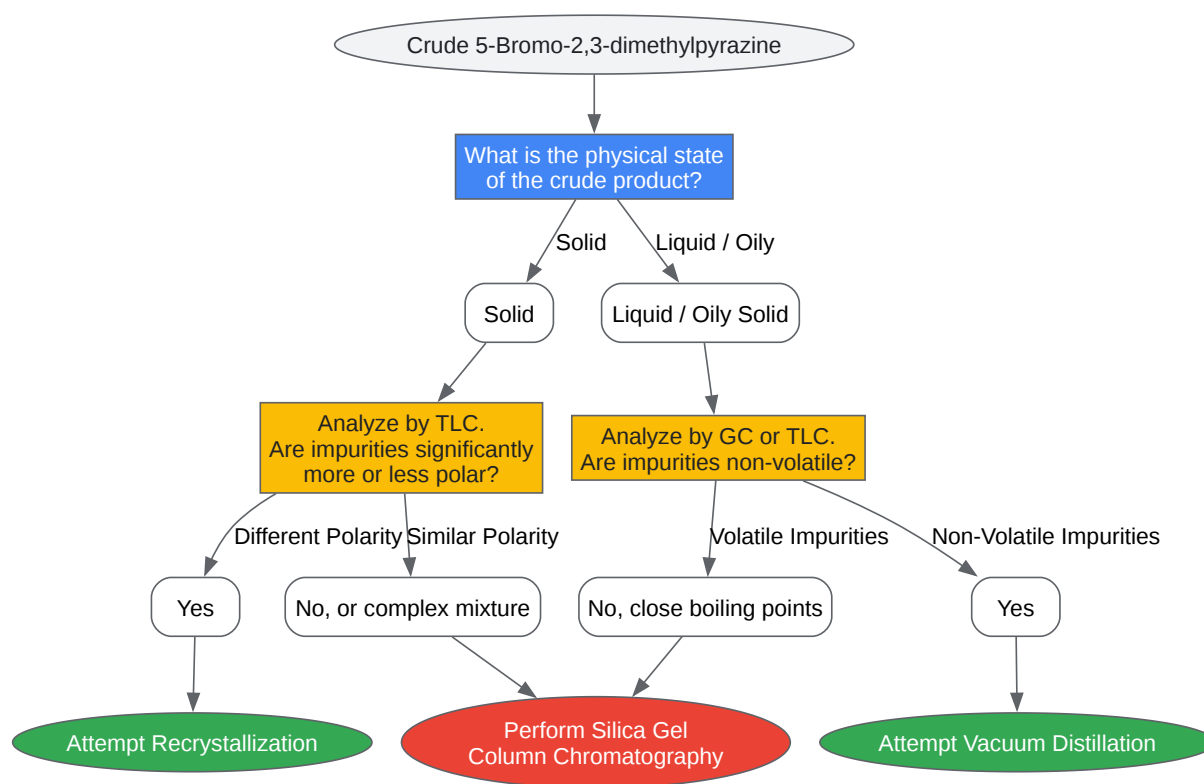 Crude 5-Bromo-2,3-dimethylpyrazine
What is the physical state
of the crude product?
Solid
Liquid / Oily
Solid
Liquid / Oily Solid
Analyze by TLC.
Are impurities significantly
more or less polar?
Analyze by GC or TLC.
Are impurities non-volatile?
Different Polarity
Similar Polarity
Volatile Impurities
Non-Volatile Impurities
Yes
No, or complex mixture
No, close boiling points
Yes
Attempt Recrystallization
Perform Silica Gel
Column Chromatography
Attempt Vacuum Distillation